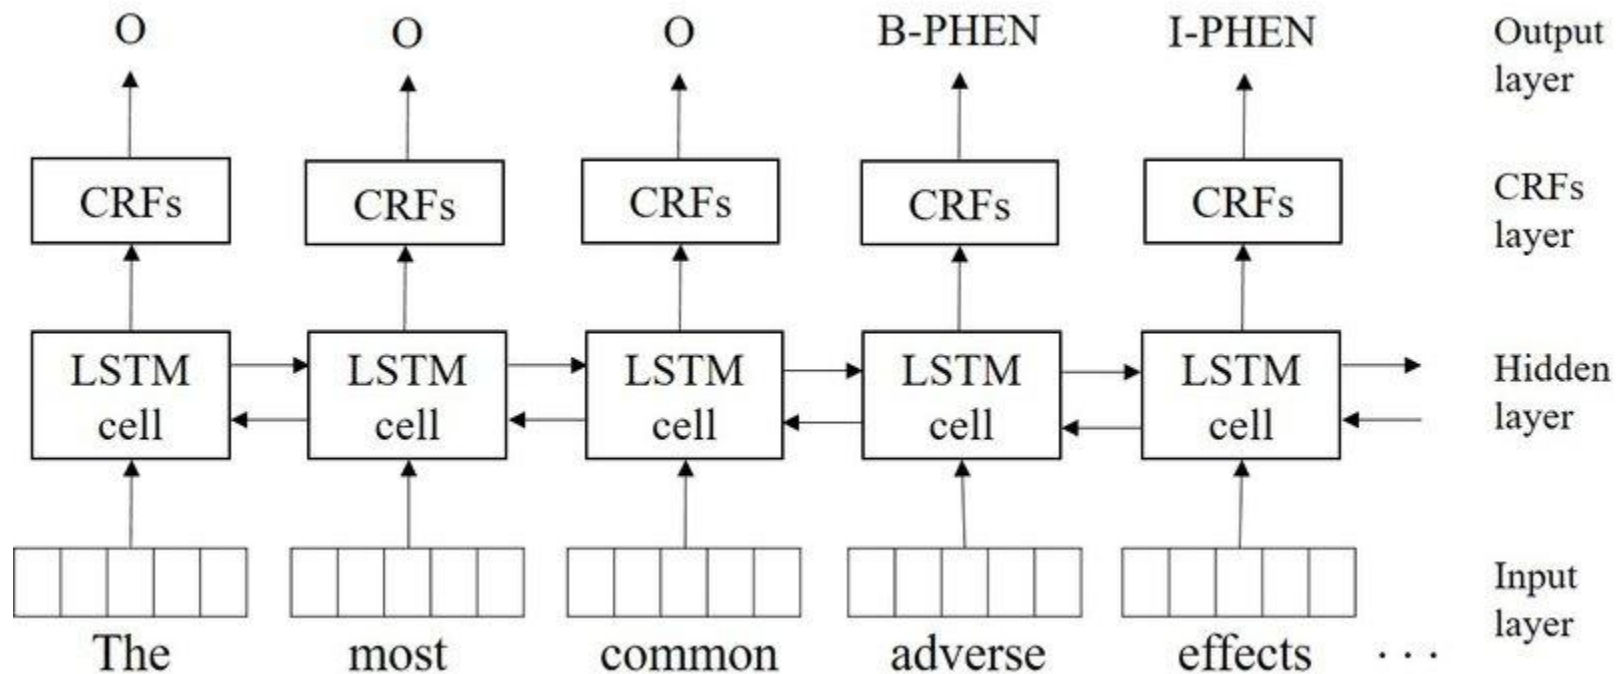 O O O B-PHEN I-PHEN Output
layer
CRFs CRFs CRFs CRFs CRFs CRFs
layer
LSTM LSTM LSTM LSTM LSTM Hidden
cell cell cell cell cell layer
Input
layer
The most common adverse effects . . .